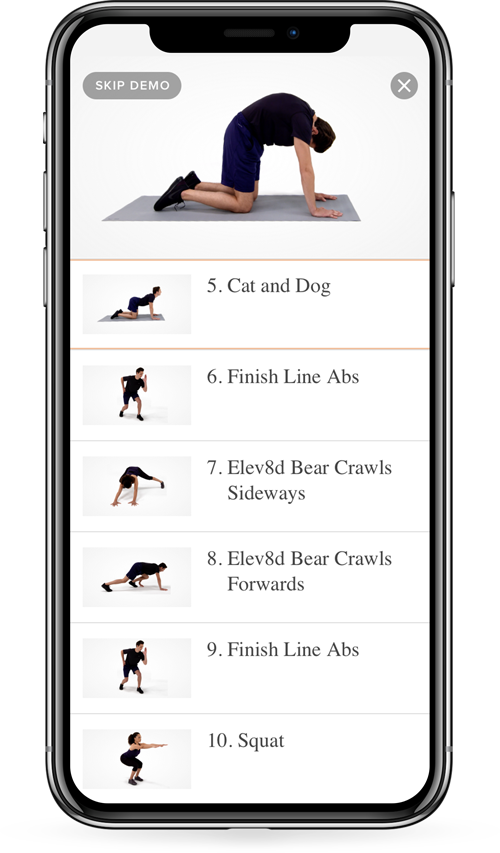 SKIP DEMO
5. Cat and Dog
6. Finish Line Abs
7. Elev8d Bear Crawls
Sideways
8. Elev8d Bear Crawls
Forwards
9. Finish Line Abs
10. Squat